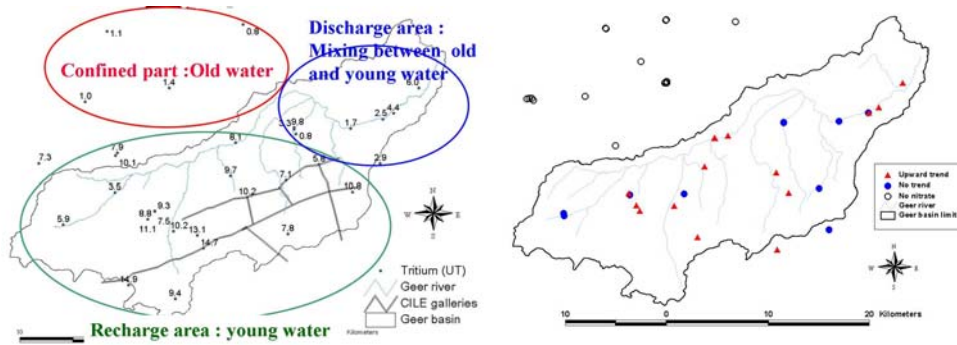 1.1
0.8
Confined part :Old water
1.4
1.0
Discharge area :
Mixing between old
and young water
6.0
4.4
2.5
1.7
3.3
9.8
0.8
8.1
2.9
7.9
10.1
7.3
3.5
9.7
7.1
5.8
10.2
10.8
5.9
9.3
8.8
7.5
11.1
10.2
13.1
14.7
7.8
14.9
9.4
Recharge area : young water
N
W
E
S
Tritium (UT)
Geer river
CILE galleries
Geer basin
10
Kilometers
Upward trend
No trend
No nitrate
Geer river
Geer basin limit
N
W
E
S
10
0
10
20 Kilometers